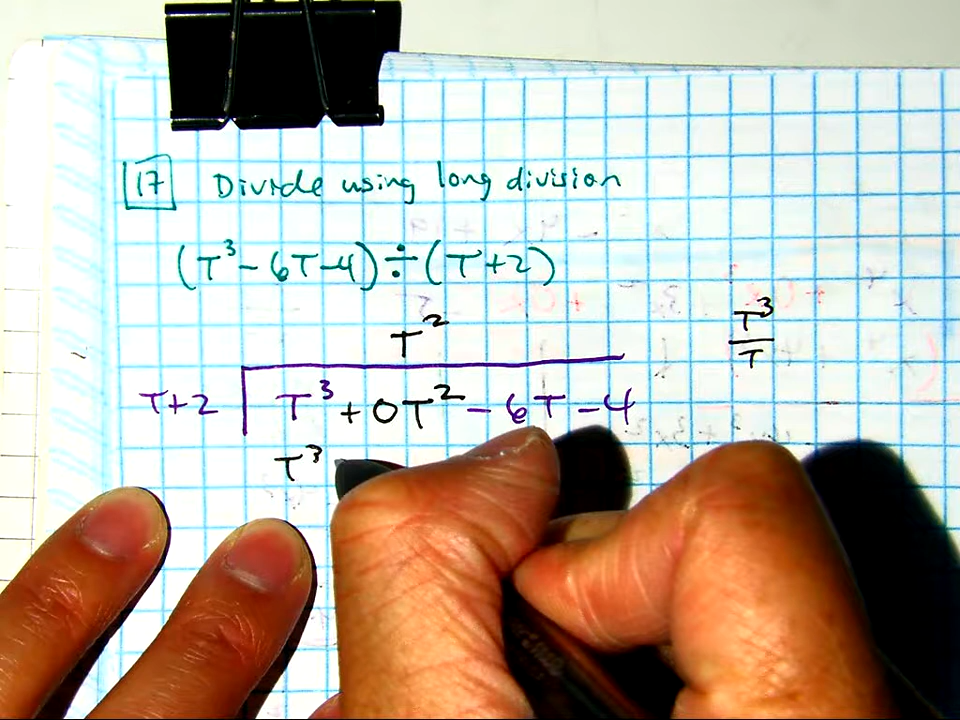 17 Divide using long division
(T³ - 6T - 4) ÷ (T + 2)
T²
T³/T
T + 2 T³ + 0T² - 6T - 4
T³